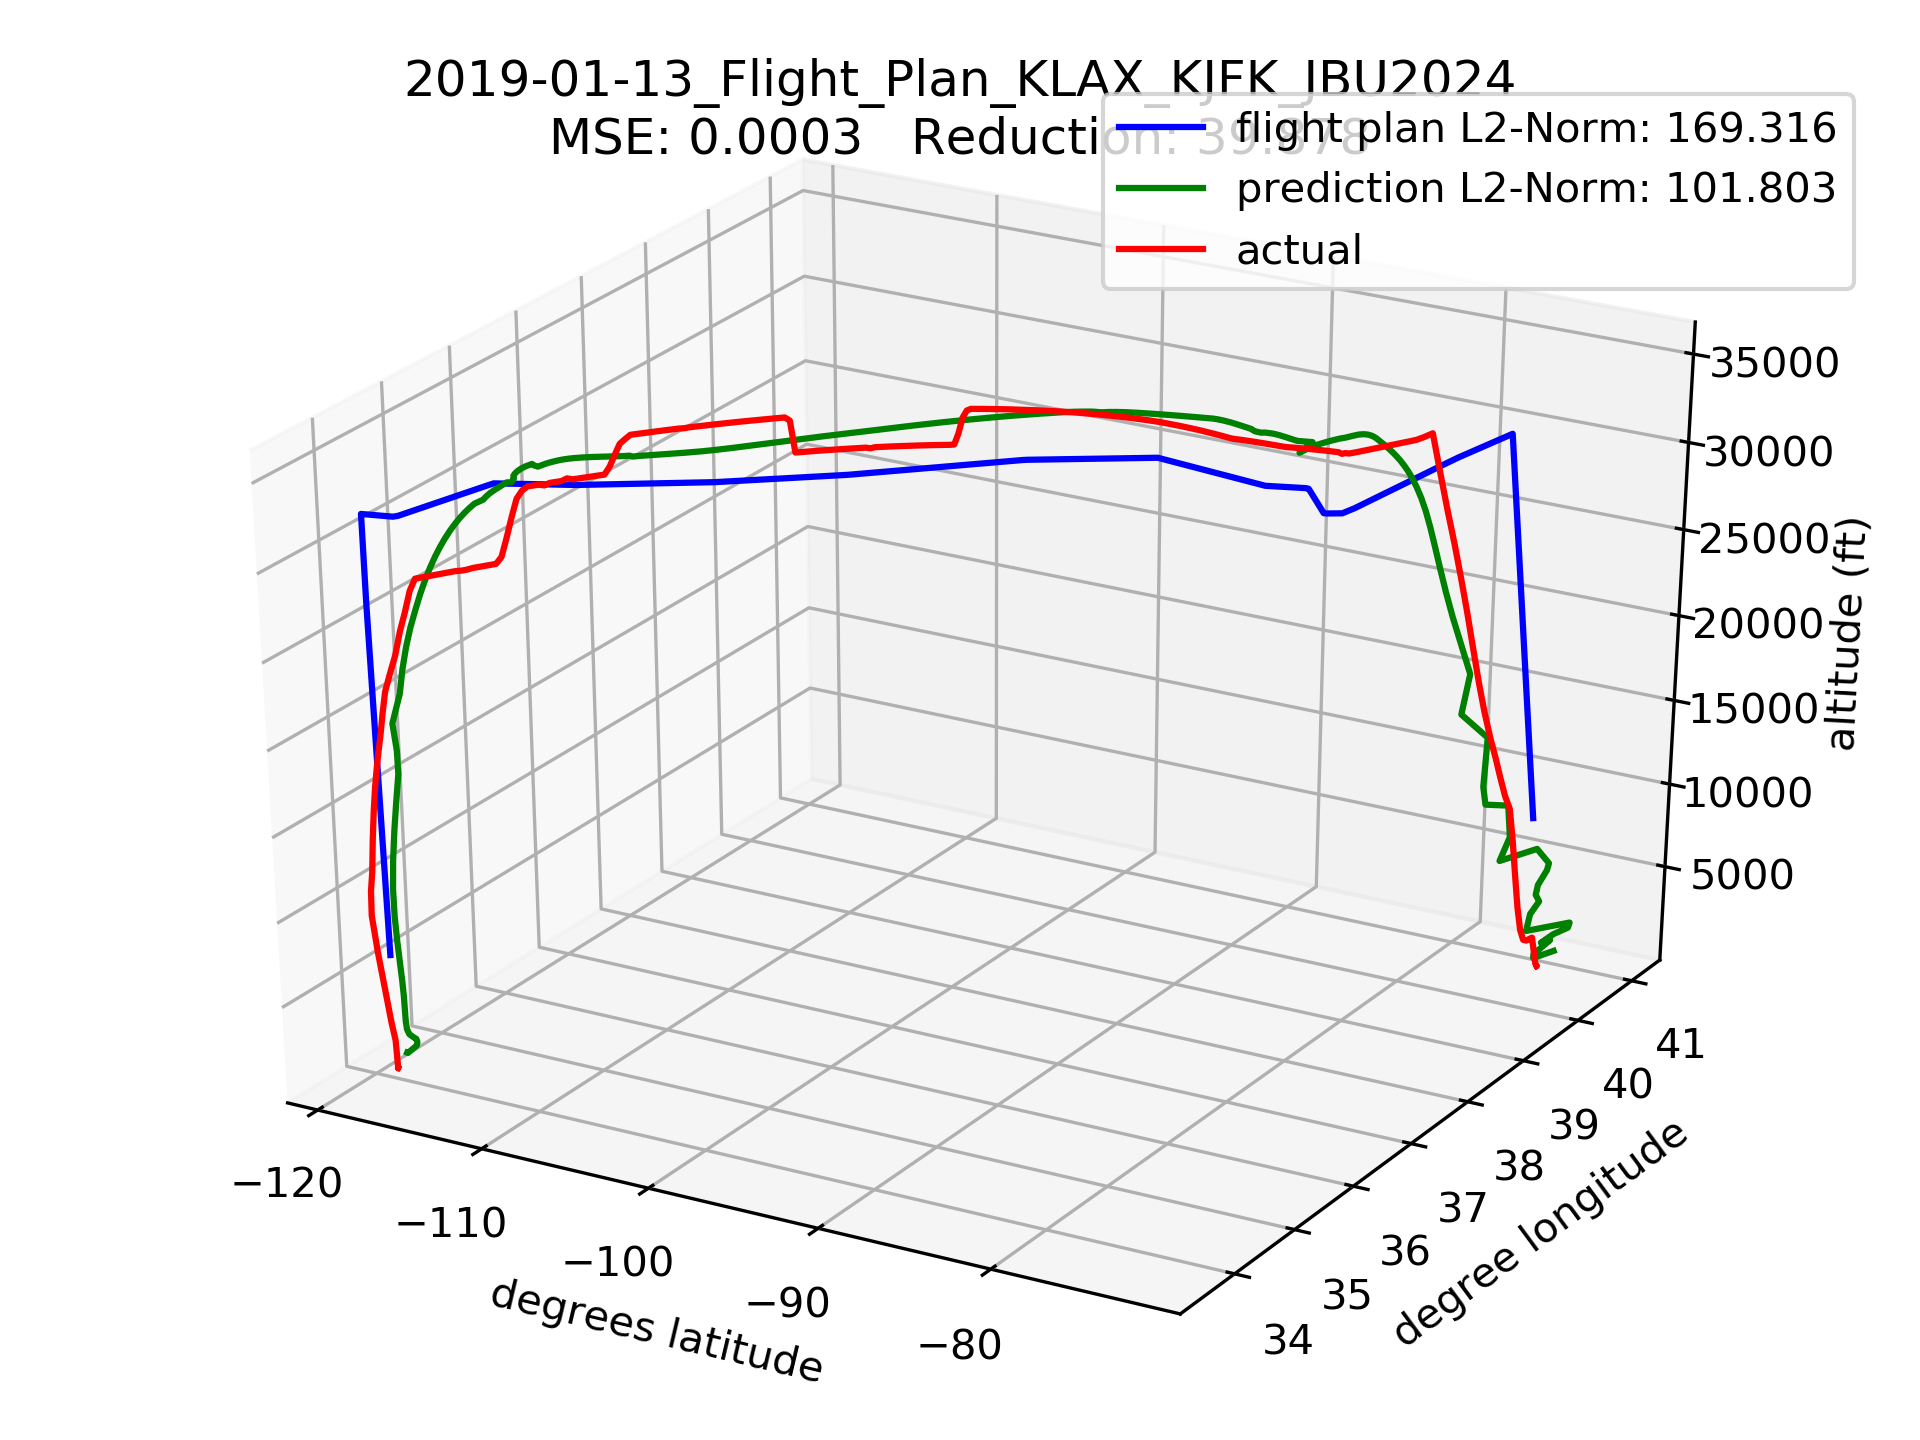 2019-01-13_Flight_Plan_KLAX_KJFK_JBU2024
MSE: 0.0003   Reduction: 39.878
flight plan L2-Norm: 169.316
prediction L2-Norm: 101.803
actual
35000
30000
25000
20000
15000
10000
5000
altitude (ft)
41
40
39
38
37
36
35
34
degree longitude
−120
−110
−100
−90
−80
degrees latitude